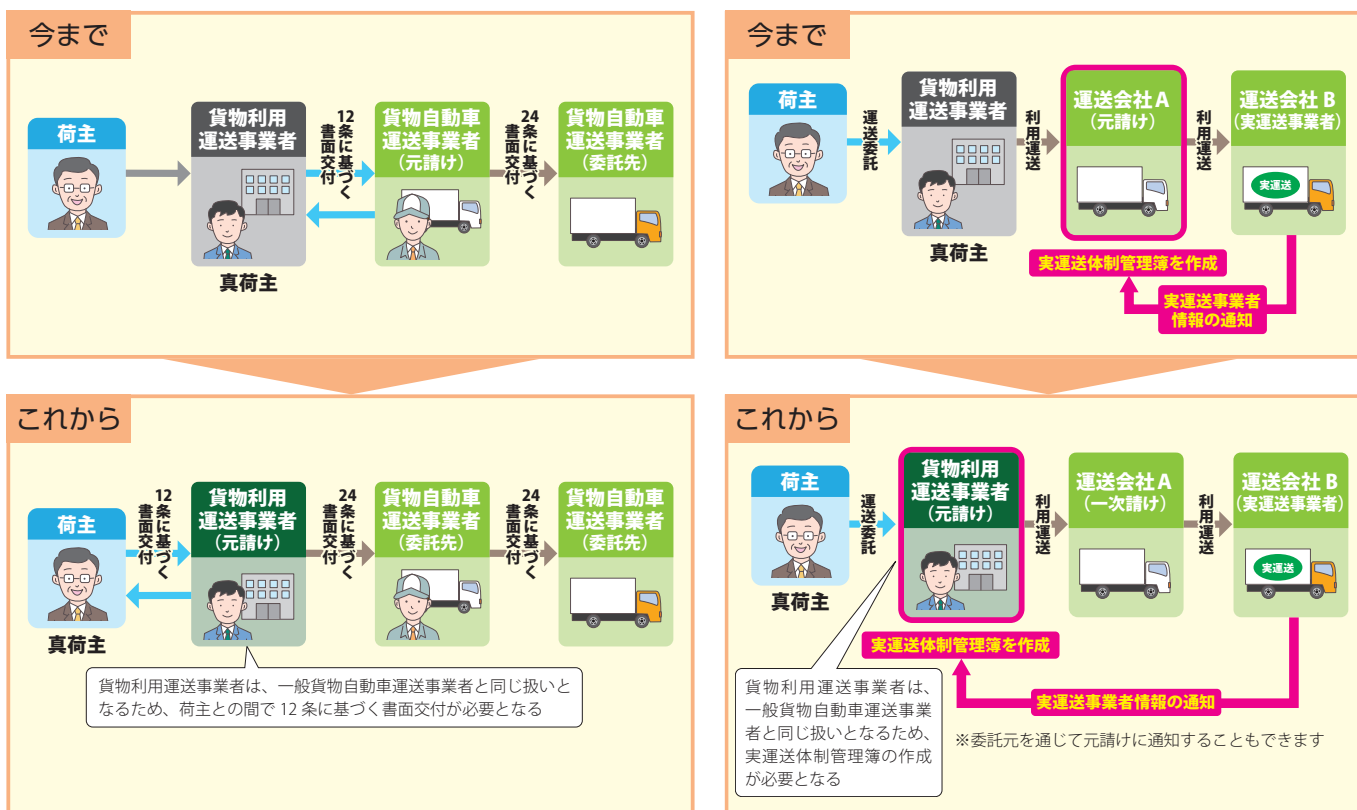 今まで
荷主
貨物利用
運送事業者
真荷主
12条に基づく
書面交付
貨物自動車
運送事業者
(元請け)
24条に基づく
書面交付
貨物自動車
運送事業者
(委託先)
今まで
荷主
運送委託
貨物利用
運送事業者
真荷主
利用運送
運送会社A
(元請け)
利用運送
運送会社B
(実運送事業者)
実運送
実運送体制管理簿を作成
実運送事業者
情報の通知
これから
荷主
真荷主
12条に基づく
書面交付
貨物利用
運送事業者
(元請け)
24条に基づく
書面交付
貨物自動車
運送事業者
(委託先)
24条に基づく
書面交付
貨物自動車
運送事業者
(委託先)
貨物利用運送事業者は、一般貨物自動車運送事業者と同じ扱いと
なるため、荷主との間で12条に基づく書面交付が必要となる
これから
荷主
真荷主
運送委託
貨物利用
運送事業者
(元請け)
利用運送
運送会社A
(一次請け)
利用運送
運送会社B
(実運送事業者)
実運送
実運送体制管理簿を作成
実運送事業者情報の通知
貨物利用運送事業者は、
一般貨物自動車運送事業
者と同じ扱いとなるため、
実運送体制管理簿の作成
が必要となる
※委託元を通じて元請けに通知することもできます